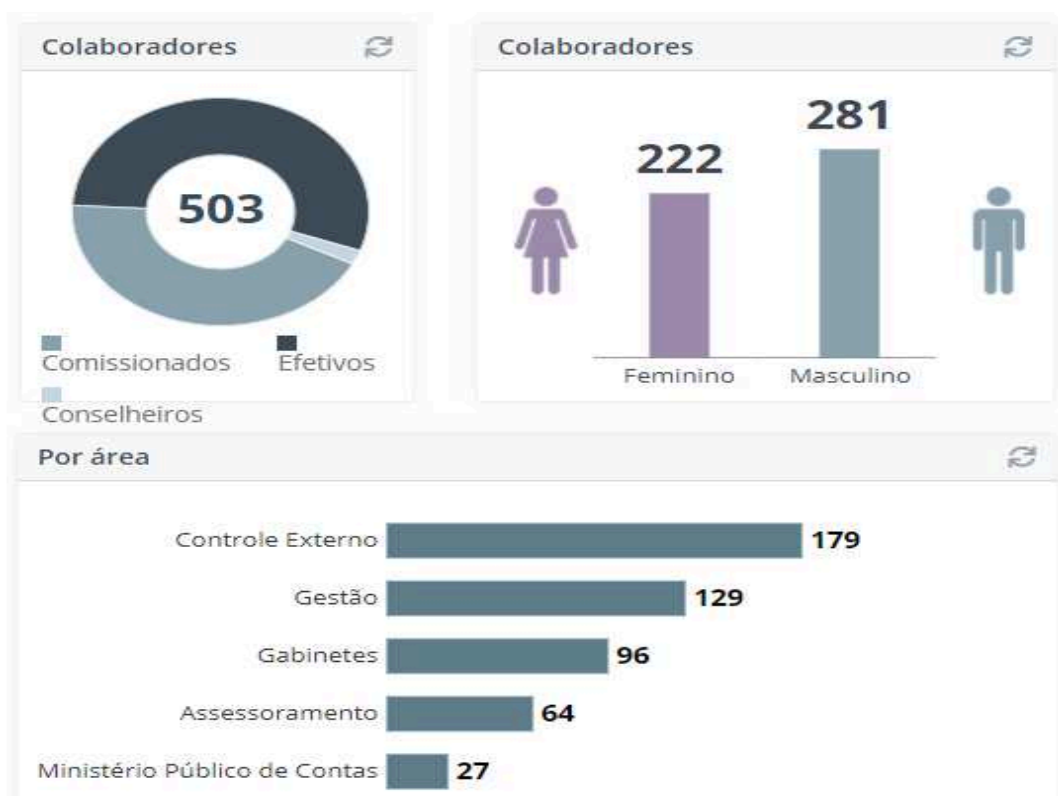 Colaboradores
503
Comissionados
Efetivos
Conselheiros
Colaboradores
222
281
Feminino
Masculino
Por área
Controle Externo 179
Gestão 129
Gabinetes 96
Assessoramento 64
Ministério Público de Contas 27